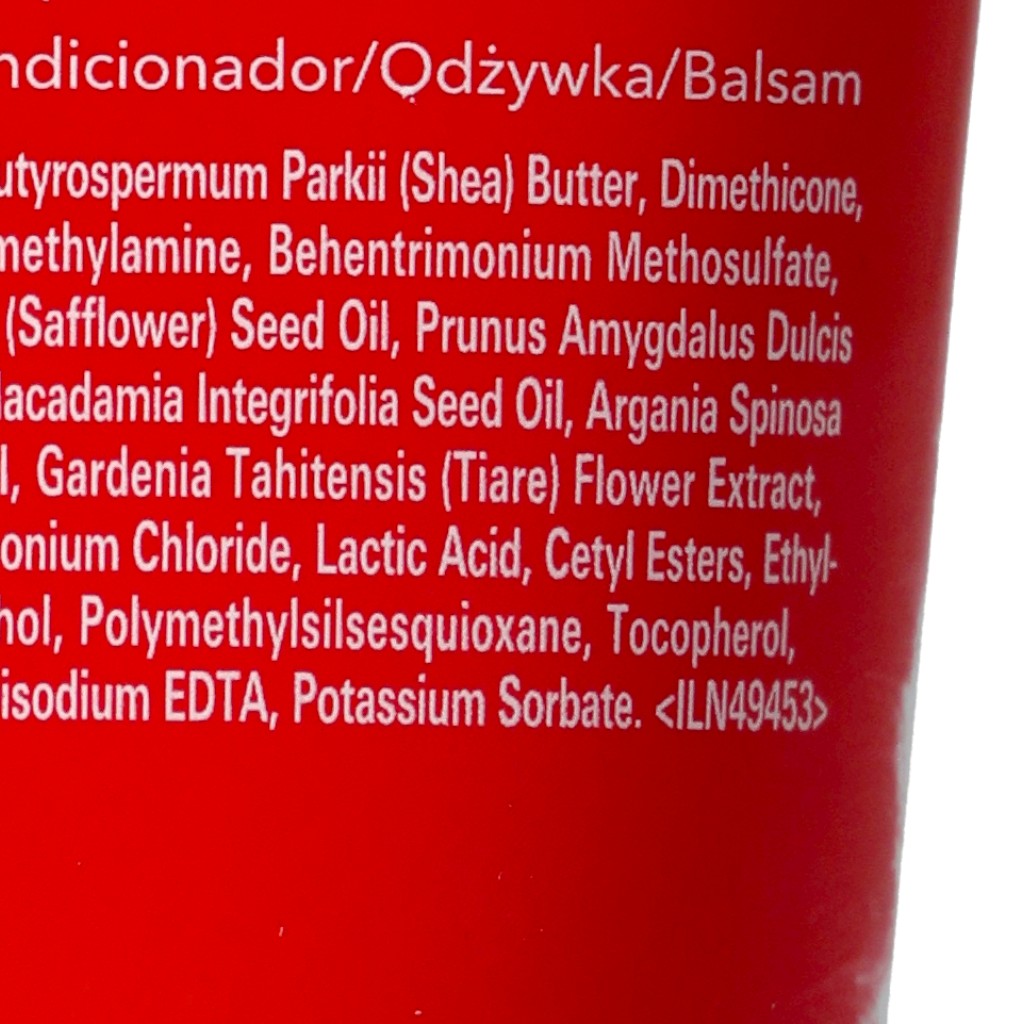 ndicionador/Odżywka/Balsam
utyrospermum Parkii (Shea) Butter, Dimethicone,
methylamine, Behentrimonium Methosulfate,
(Safflower) Seed Oil, Prunus Amygdalus Dulcis
acadamia Integrifolia Seed Oil, Argania Spinosa
l, Gardenia Tahitensis (Tiare) Flower Extract,
onium Chloride, Lactic Acid, Cetyl Esters, Ethyl-
hol, Polymethylsilsesquioxane, Tocopherol,
isodium EDTA, Potassium Sorbate. <ILN49453>